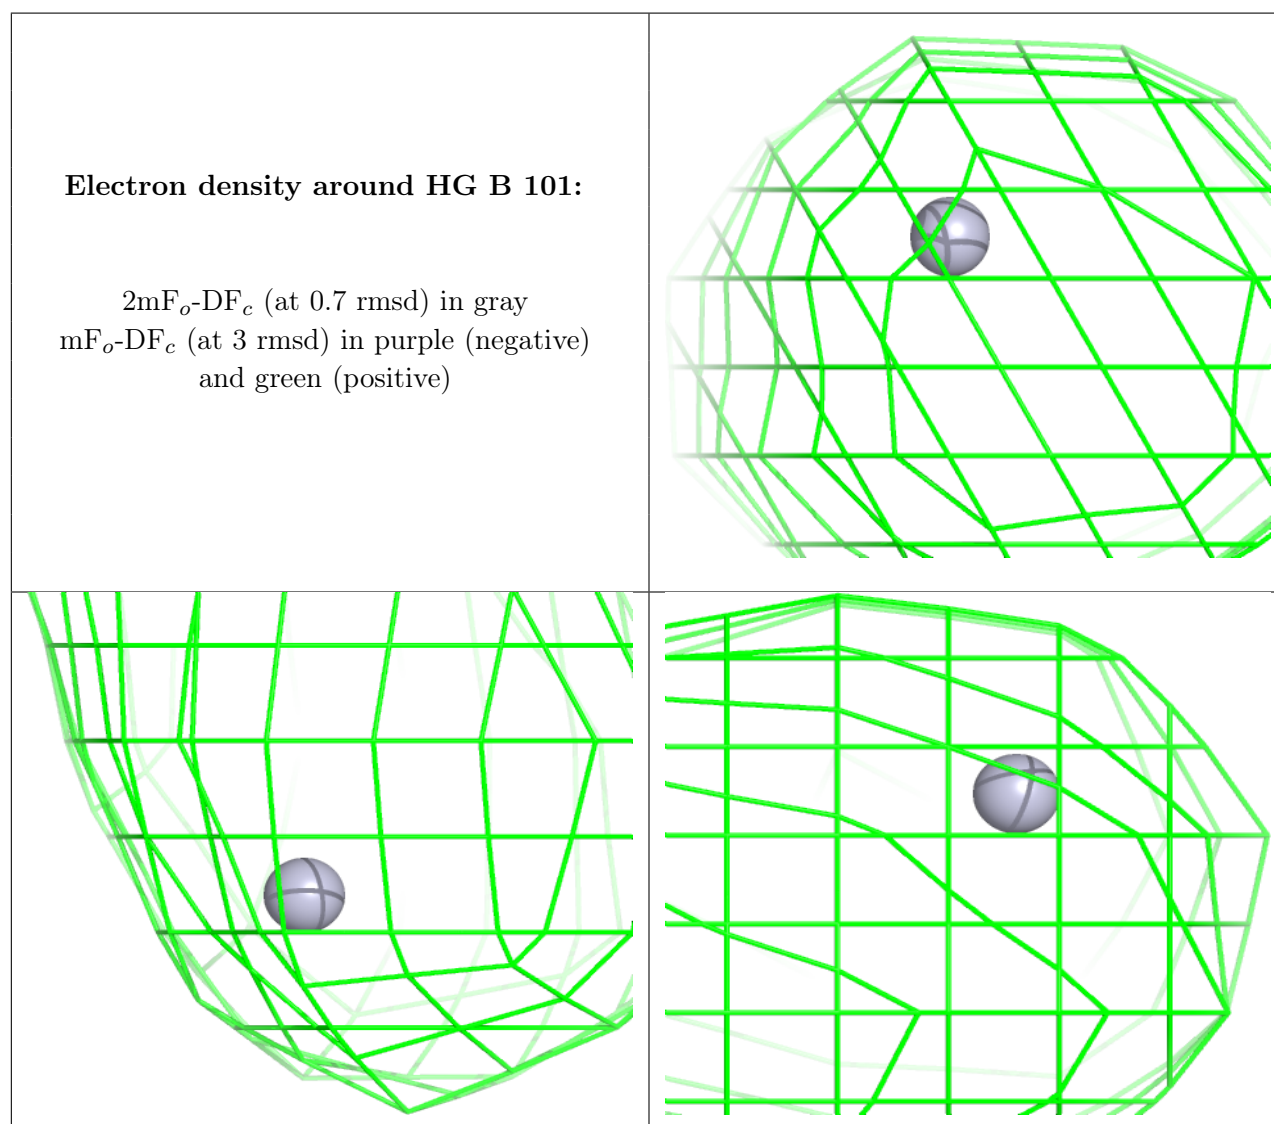 Electron density around HG B 101:
2mFo-DFc (at 0.7 rmsd) in gray
mFo-DFc (at 3 rmsd) in purple (negative)
and green (positive)